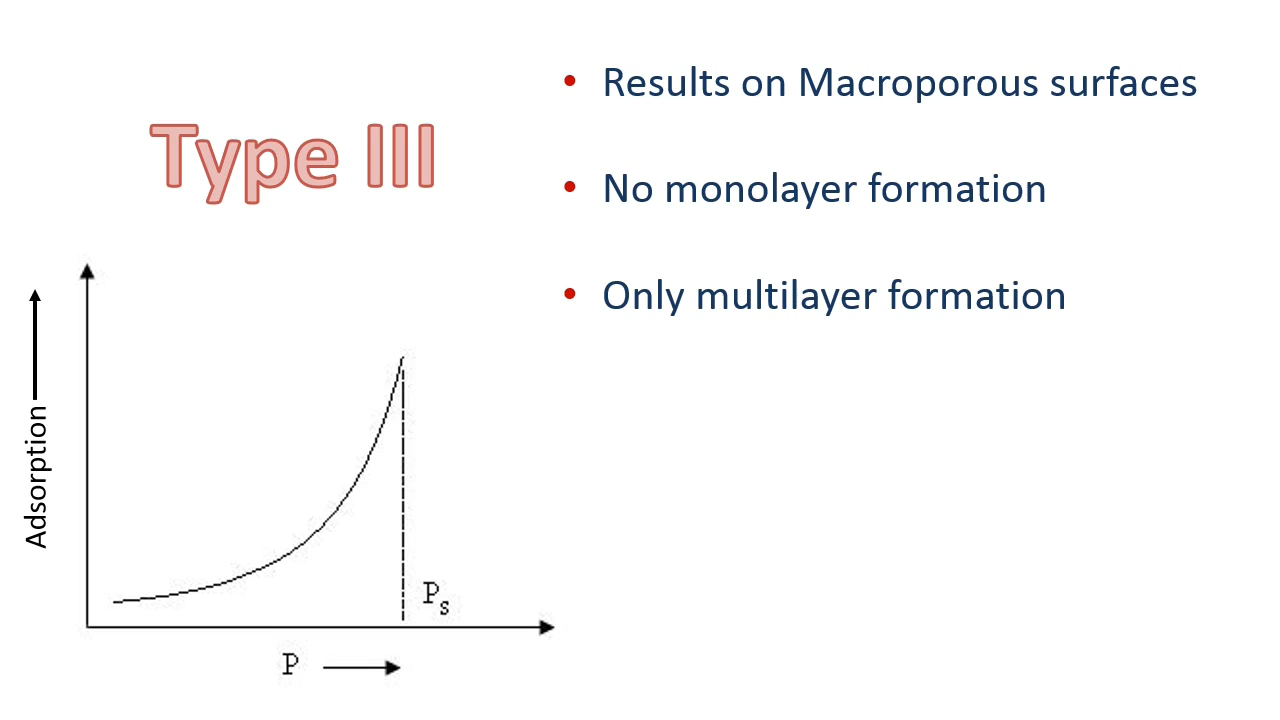 Type III
• Results on Macroporous surfaces
• No monolayer formation
• Only multilayer formation
Adsorption
Ps
P